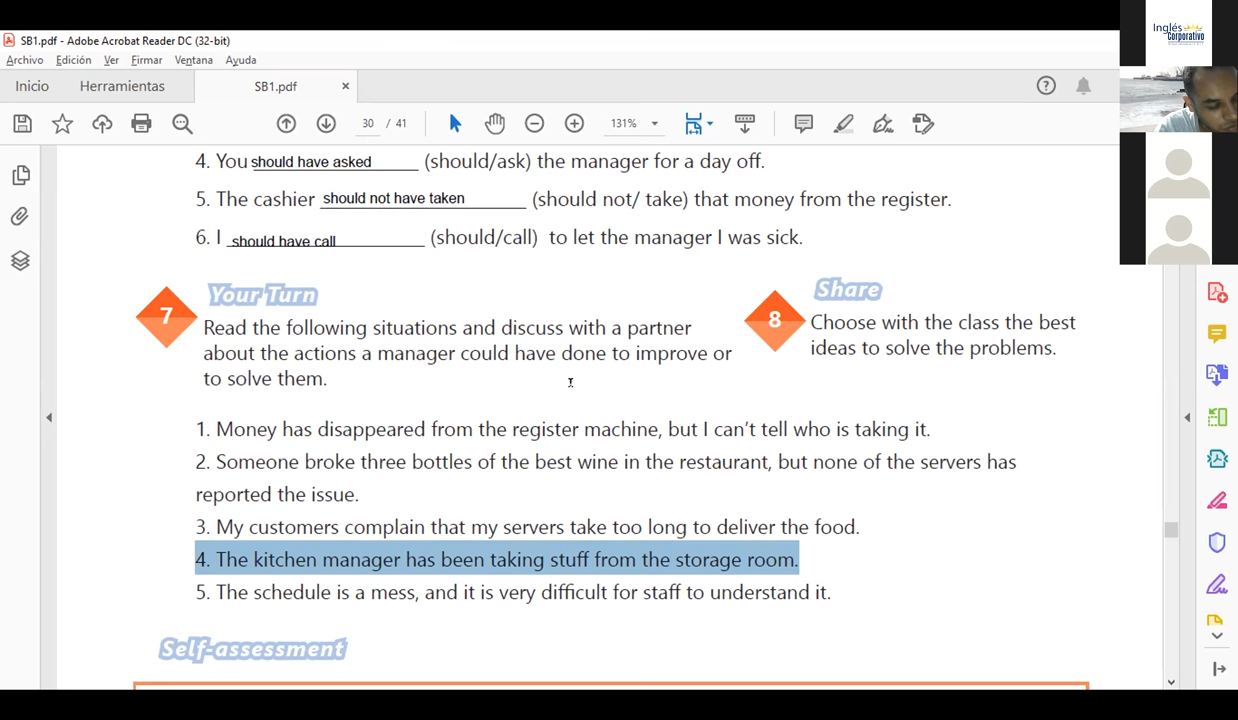 SB1.pdf - Adobe Acrobat Reader DC (32-bit)
Archivo Edición Ver Firmar Ventana Ayuda
Inicio Herramientas SB1.pdf ×
30 / 41 131%
Inglés
Corporativo
4. You should have asked (should/ask) the manager for a day off.
5. The cashier should not have taken (should not/ take) that money from the register.
6. I should have call (should/call) to let the manager I was sick.
7 Your Turn
Read the following situations and discuss with a partner
about the actions a manager could have done to improve or
to solve them.
8 Share
Choose with the class the best
ideas to solve the problems.
1. Money has disappeared from the register machine, but I can’t tell who is taking it.
2. Someone broke three bottles of the best wine in the restaurant, but none of the servers has
reported the issue.
3. My customers complain that my servers take too long to deliver the food.
4. The kitchen manager has been taking stuff from the storage room.
5. The schedule is a mess, and it is very difficult for staff to understand it.
Self-assessment